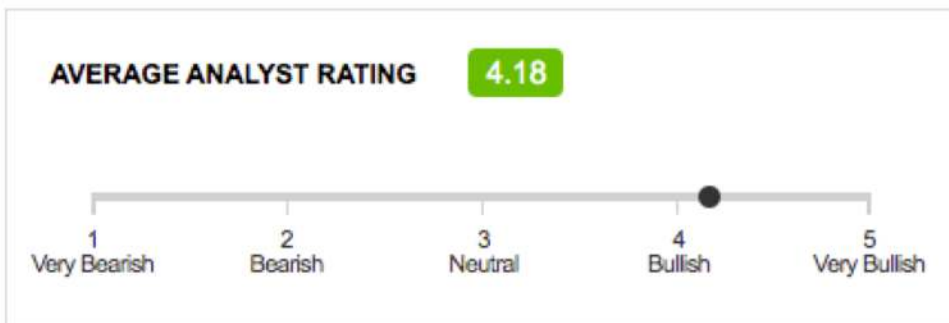 AVERAGE ANALYST RATING 4.18
1 2 3 4 5
Very Bearish Bearish Neutral Bullish Very Bullish